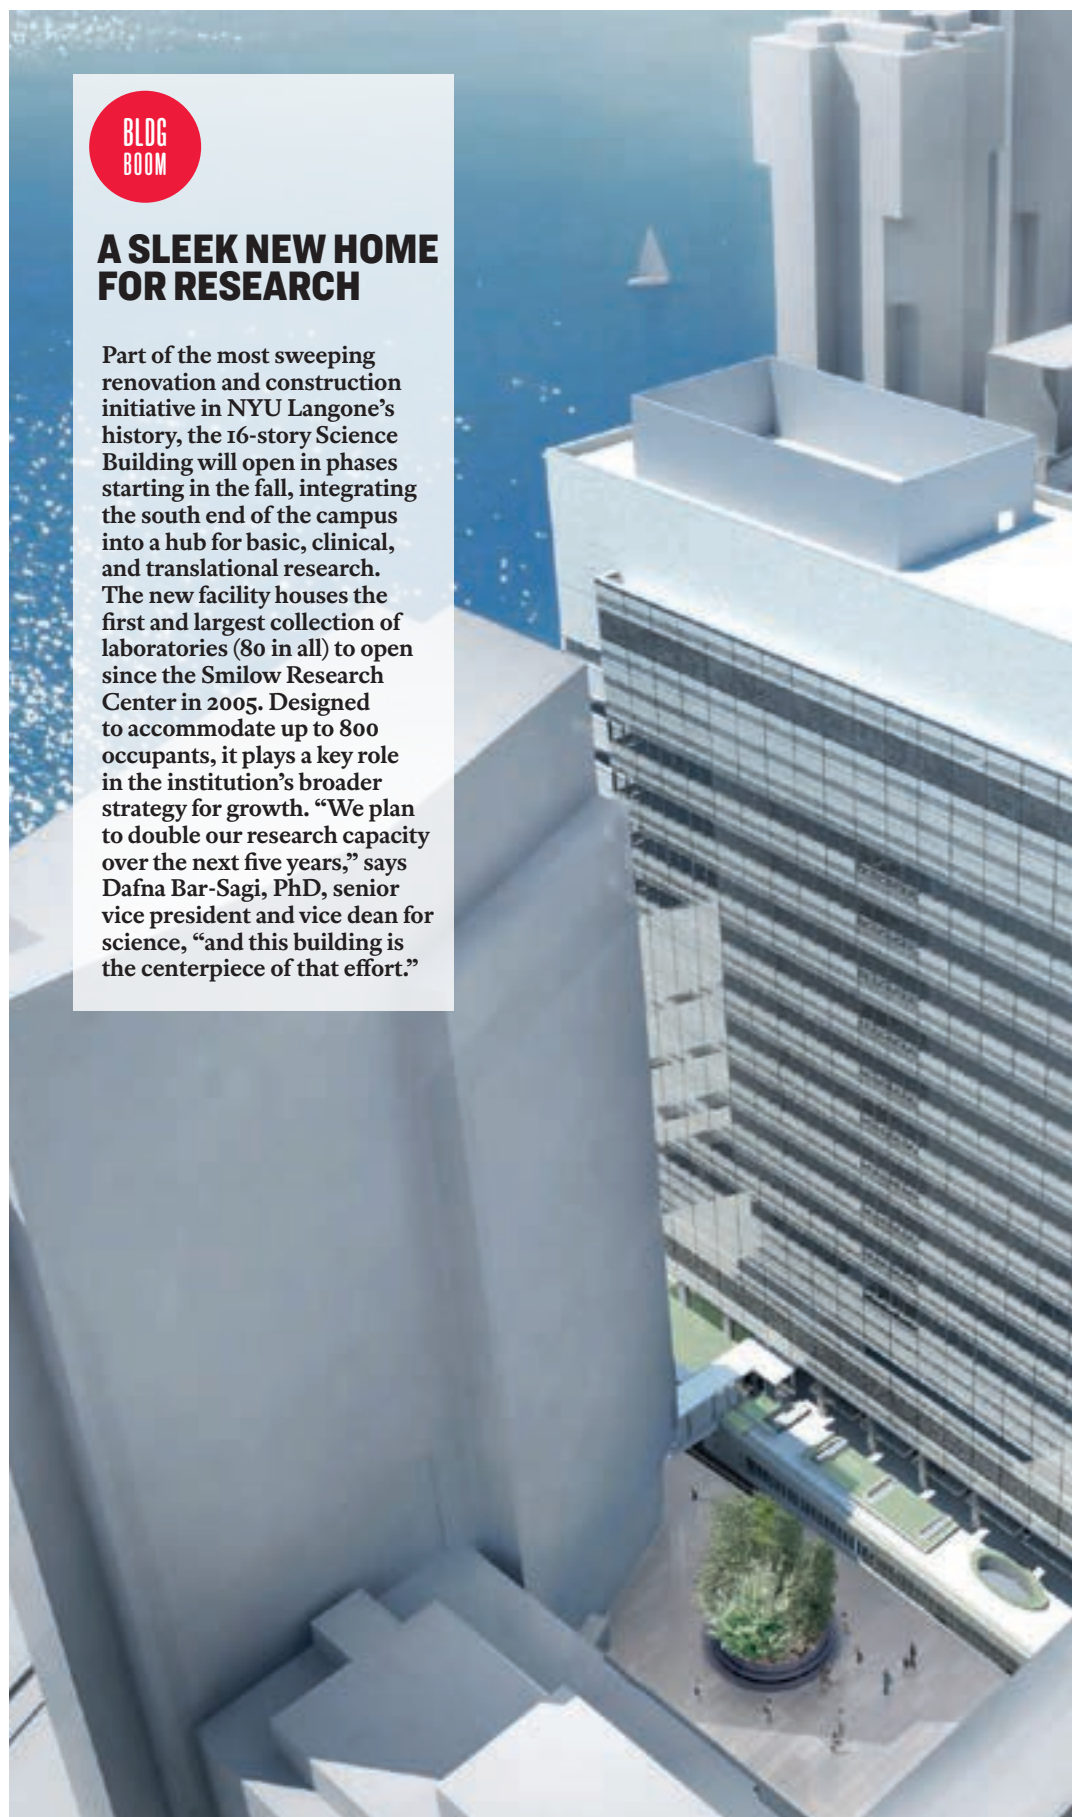 BLDG
BOOM
A SLEEK NEW HOME
FOR RESEARCH
Part of the most sweeping
renovation and construction
initiative in NYU Langone’s
history, the 16-story Science
Building will open in phases
starting in the fall, integrating
the south end of the campus
into a hub for basic, clinical,
and translational research.
The new facility houses the
first and largest collection of
laboratories (80 in all) to open
since the Smilow Research
Center in 2005. Designed
to accommodate up to 800
occupants, it plays a key role
in the institution’s broader
strategy for growth. “We plan
to double our research capacity
over the next five years,” says
Dafna Bar-Sagi, PhD, senior
vice president and vice dean for
science, “and this building is
the centerpiece of that effort.”